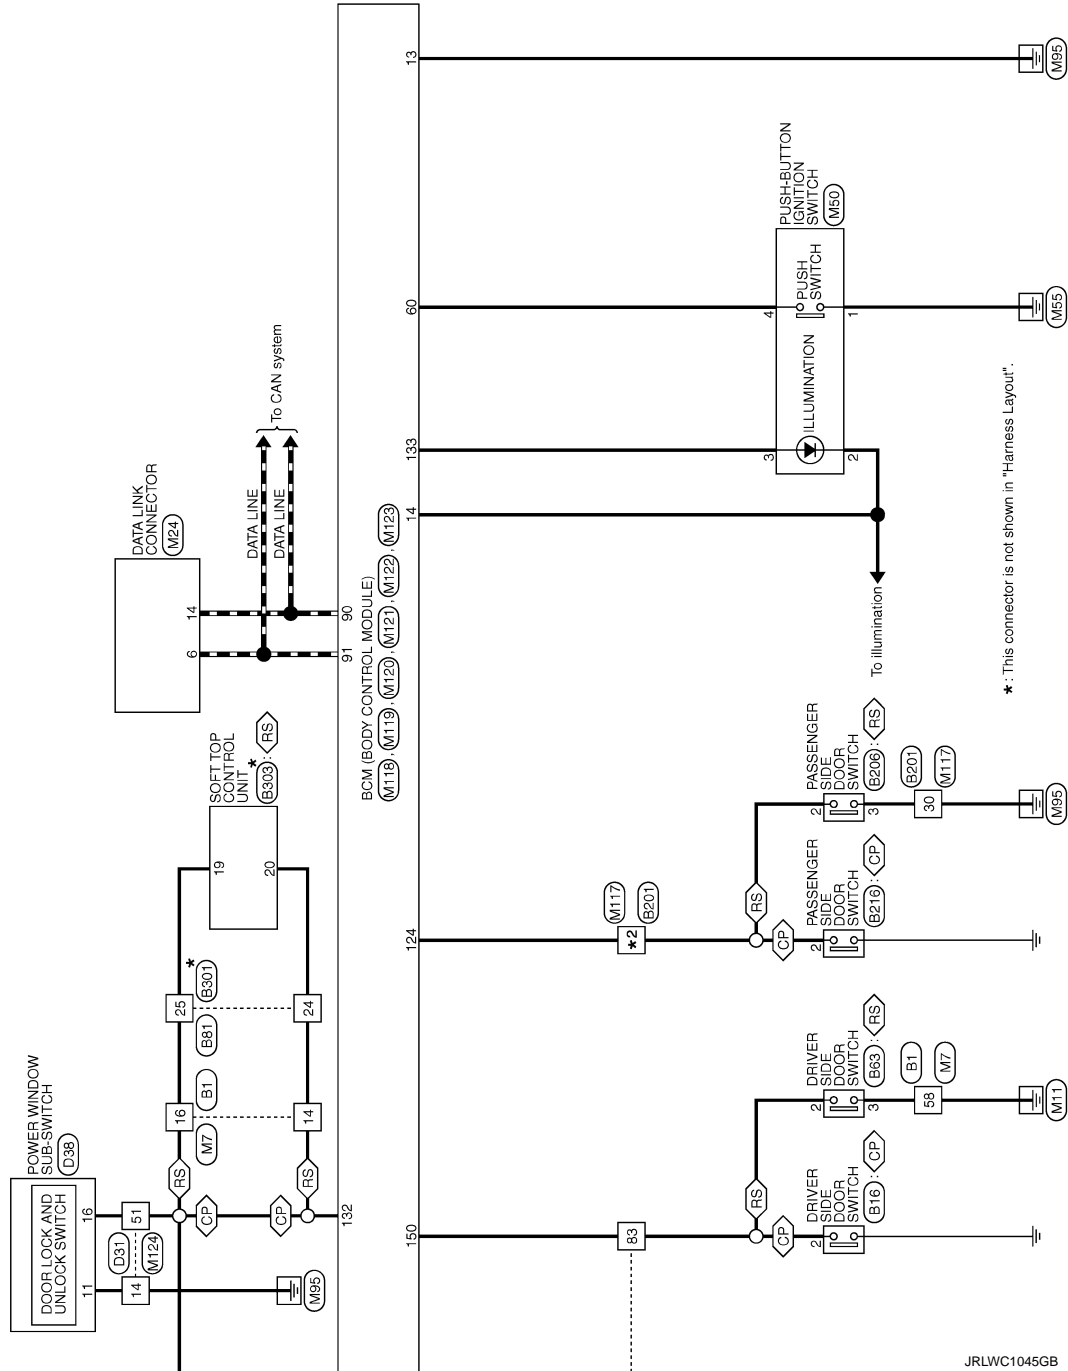 POWER WINDOW
SUB-SWITCH
D38
DOOR LOCK AND
UNLOCK SWITCH
11
16
14
51
D31
M124
M95
RS
CP
RS
CP
132
16
14
M7
B1
25
24
B81
B301
*
SOFT TOP
CONTROL
UNIT
*
B303 : RS
19
20
DATA LINK
CONNECTOR
M24
6
14
DATA LINE
DATA LINE
To CAN system
91
90
BCM (BODY CONTROL MODULE)
M118 , M119 , M120 , M121 , M122 , M123
150
124
14
133
60
13
83
RS
CP
2
DRIVER
SIDE
DOOR
SWITCH
B16 : CP
2
3
DRIVER
SIDE
DOOR
SWITCH
B63 : RS
58
B1
M7
M11
*2
M117
B201
RS
CP
2
PASSENGER
SIDE
DOOR
SWITCH
B216 : CP
2
3
PASSENGER
SIDE
DOOR
SWITCH
B206 : RS
30
B201
M117
M95
To illumination
3
2
ILLUMINATION
4
1
PUSH
SWITCH
PUSH-BUTTON
IGNITION
SWITCH
M50
M55
M95
* : This connector is not shown in "Harness Layout".
JRLWC1045GB